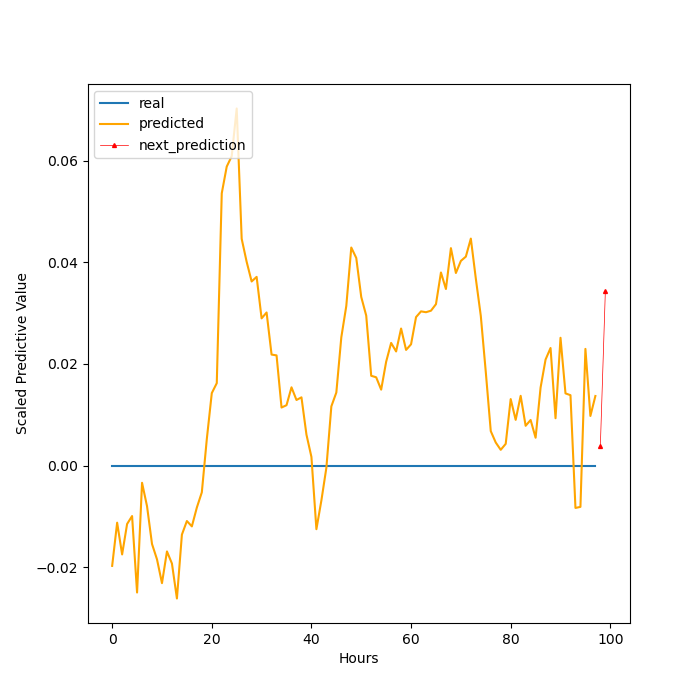 real
predicted
next_prediction
0.06
0.04
0.02
0.00
−0.02
Scaled Predictive Value
0 20 40 60 80 100
Hours